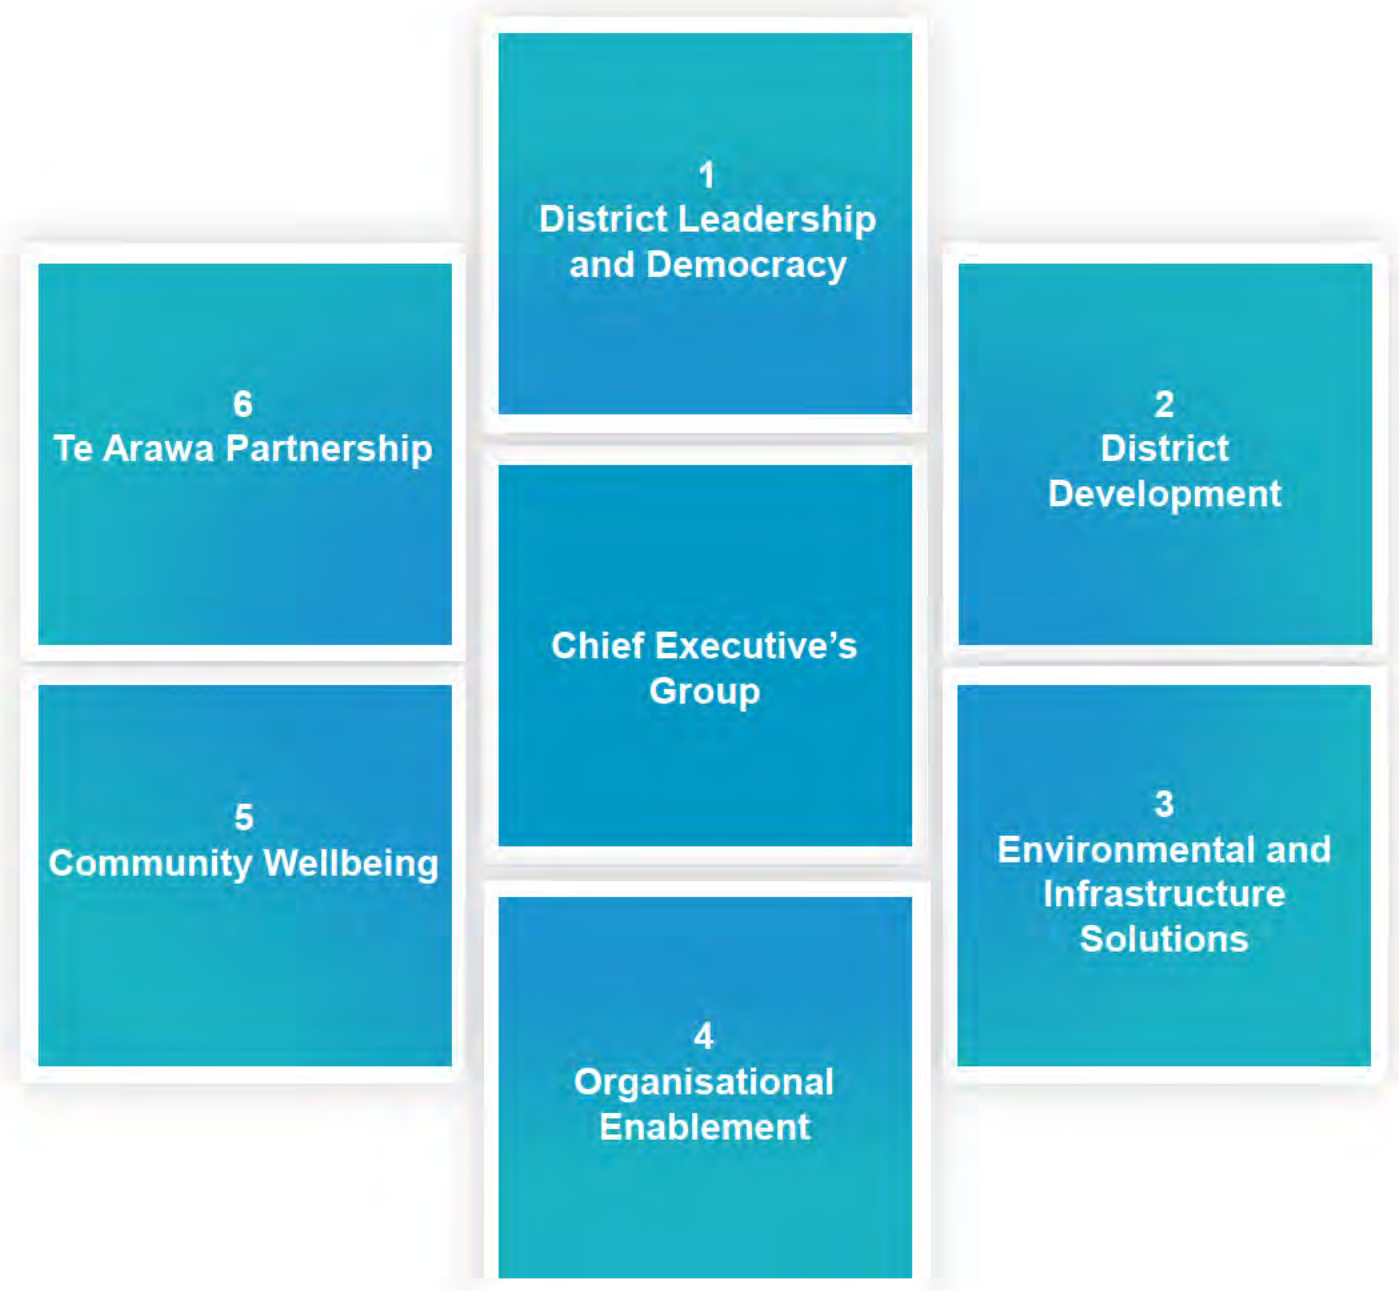 1
District Leadership
and Democracy
6
Te Arawa Partnership
2
District
Development
Chief Executive’s
Group
5
Community Wellbeing
3
Environmental and
Infrastructure
Solutions
4
Organisational
Enablement